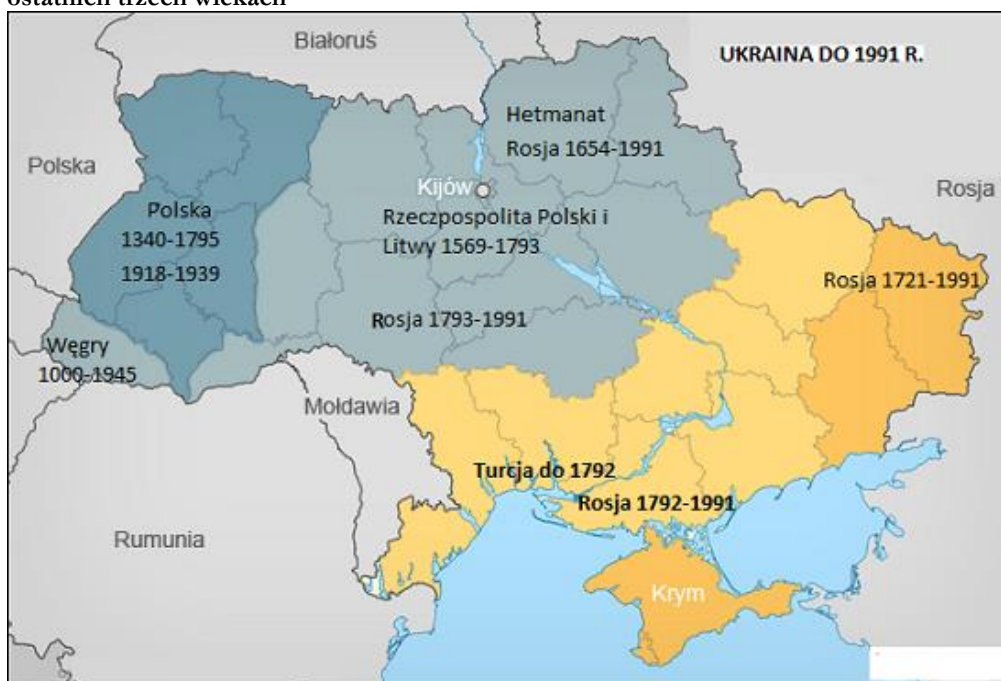 ostatnich trzech wiekach
Białoruś
UKRAINA DO 1991 R.
Hetmanat
Rosja 1654-1991
Polska
Kijów
Rosja
Rzeczpospolita Polski i
Litwy 1569-1793
Polska
1340-1795
1918-1939
Rosja 1721-1991
Rosja 1793-1991
Węgry
1000-1945
Mołdawia
Turcja do 1792
Rosja 1792-1991
Rumunia
Krym